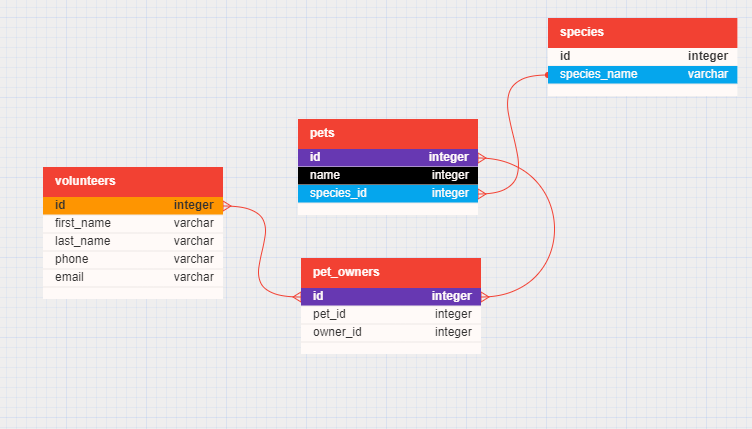 species
id integer
species_name varchar
pets
id integer
name integer
species_id integer
volunteers
id integer
first_name varchar
last_name varchar
phone varchar
email varchar
pet_owners
id integer
pet_id integer
owner_id integer